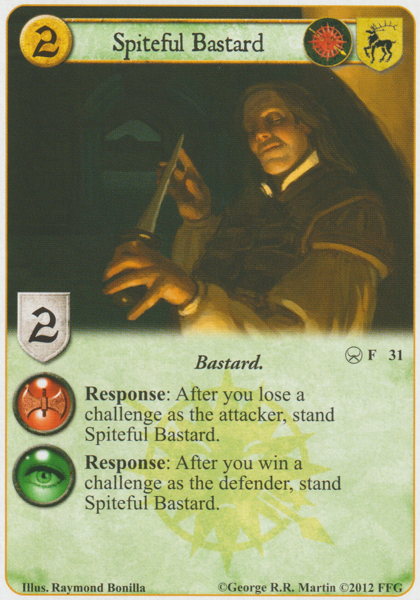 2 Spiteful Bastard
2
Bastard.
F 31
Response: After you lose a
challenge as the attacker, stand
Spiteful Bastard.
Response: After you win a
challenge as the defender, stand
Spiteful Bastard.
Illus. Raymond Bonilla ©George R.R. Martin ©2012 FFG